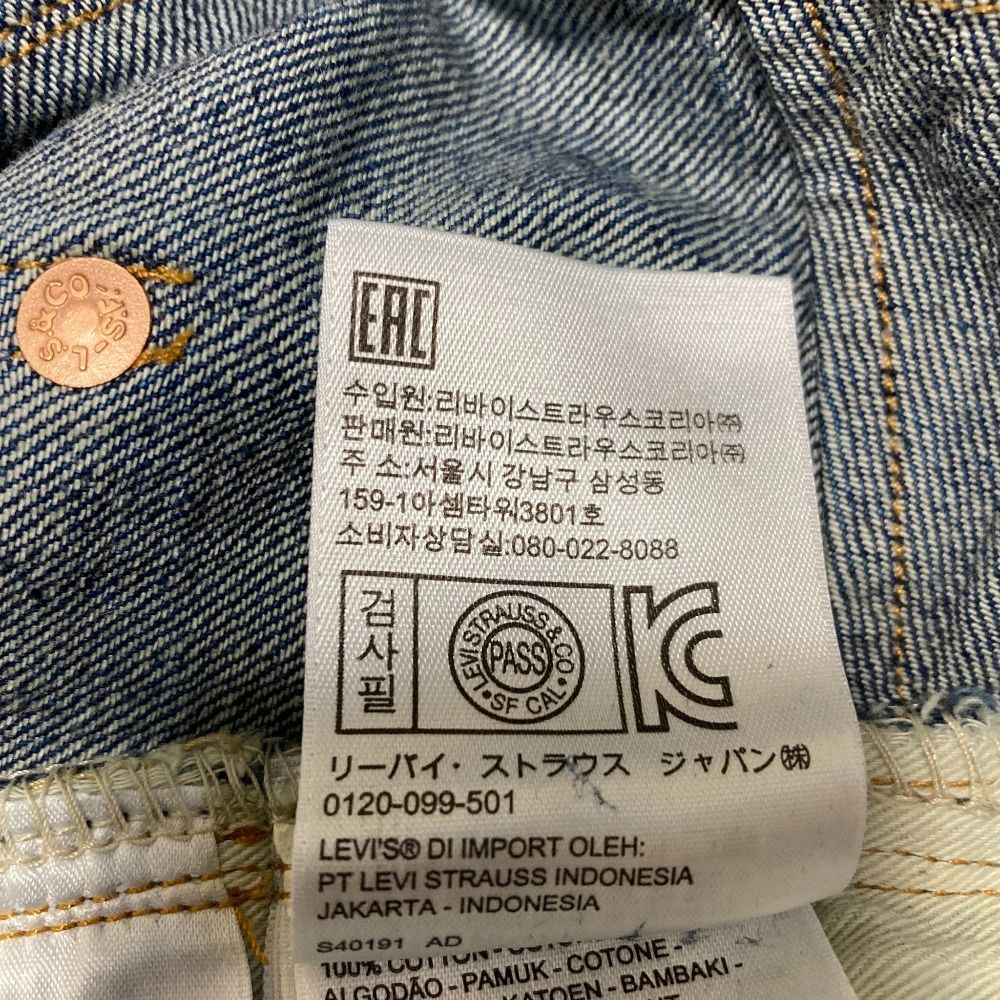 L.S. & CO.-S.F.-
EAC
수입원:리바이스트라우스코리아㈜
판매원:리바이스트라우스코리아㈜
주 소:서울시 강남구 삼성동
159-1아셈타워3801호
소비자상담실:080-022-8088
검사필
LEVI STRAUSS & CO
PASS
• SF CAL •
KC
リーバイ・ストラウス ジャパン㈱
0120-099-501
LEVI'S® DI IMPORT OLEH:
PT LEVI STRAUSS INDONESIA
JAKARTA - INDONESIA
S40191 AD
100% COTTON -
ALGODÃO - PAMUK - COTONE -
KATOEN - BAMBAKI -